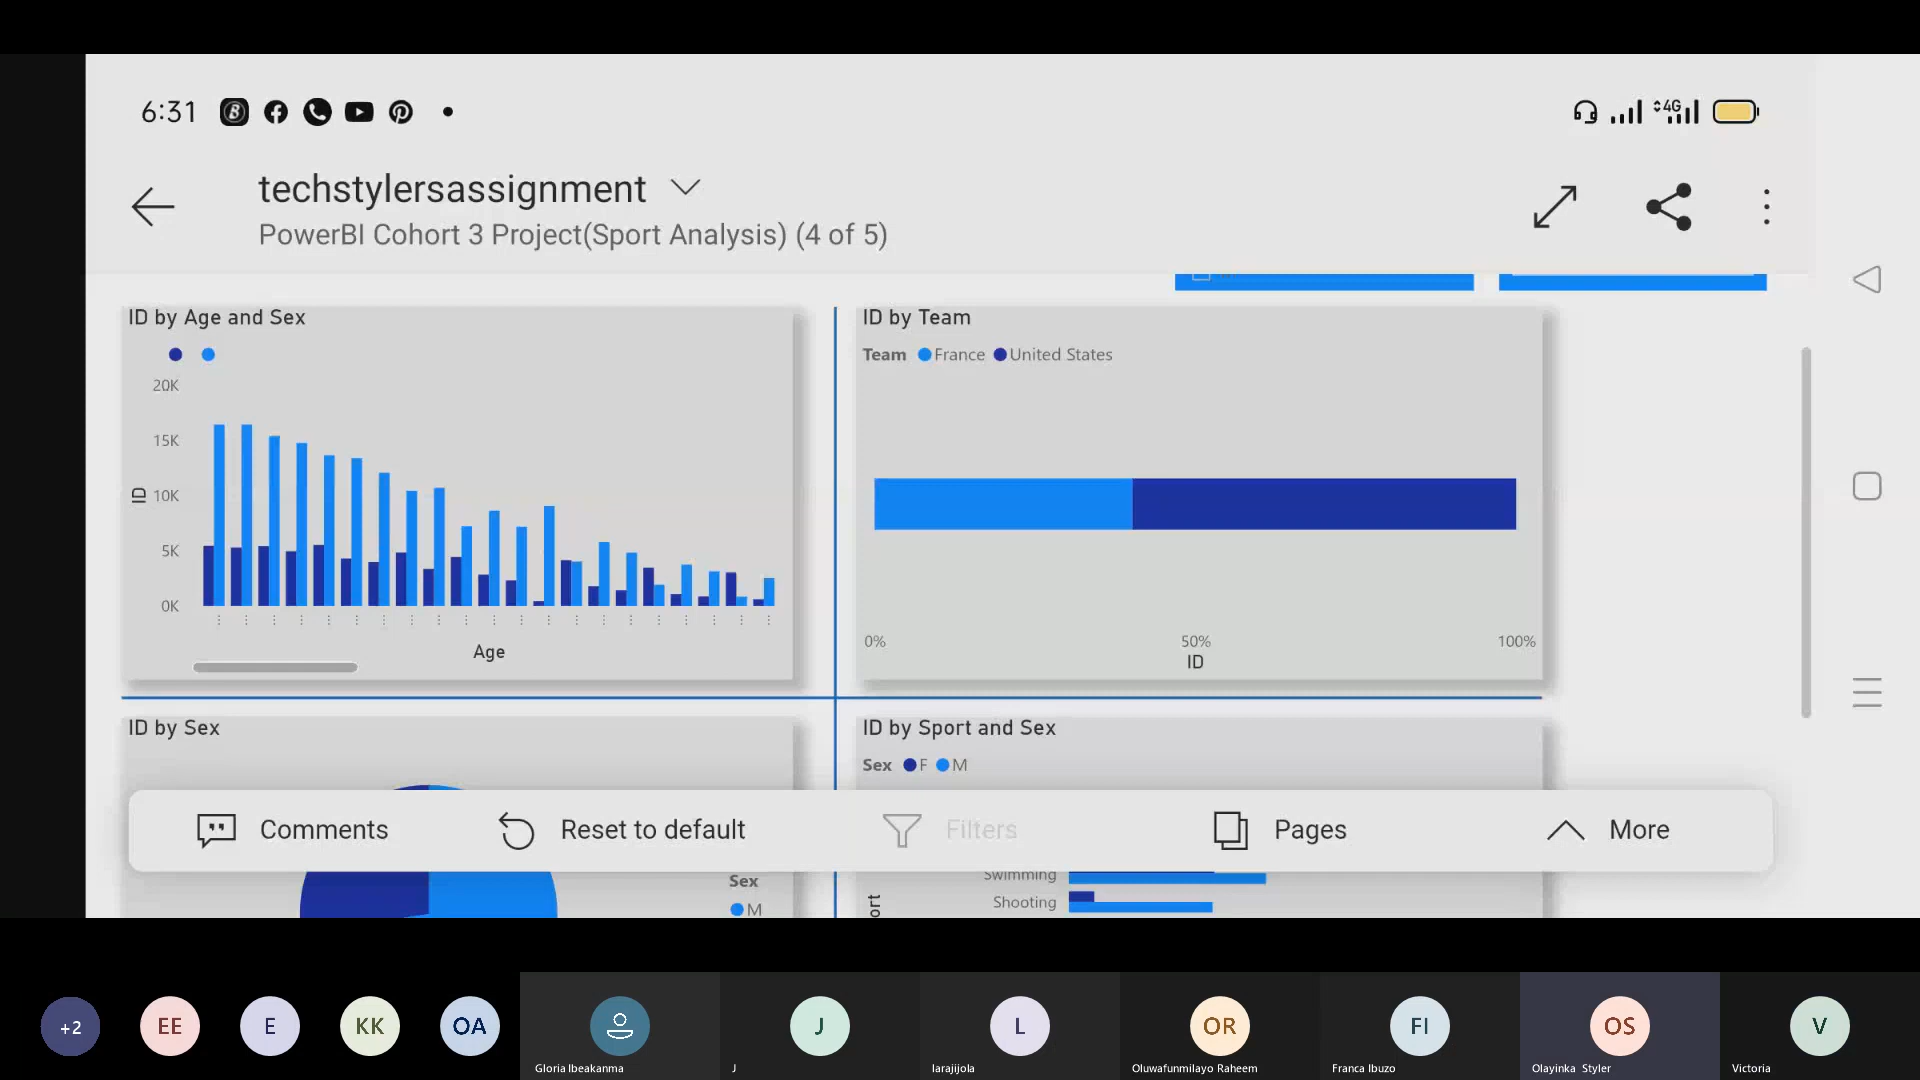 6:31
4G
techstylersassignment
PowerBI Cohort 3 Project(Sport Analysis) (4 of 5)
ID by Age and Sex
20K
15K
10K
5K
0K
ID
Age
ID by Team
Team France United States
0% 50% 100%
ID
ID by Sex
Sex
M
ID by Sport and Sex
Sex F M
Swimming
Shooting
Comments
Reset to default
Filters
Pages
More
+2
EE
E
KK
OA
Gloria Ibeakanma
J
J
L
larajijola
OR
Oluwafunmilayo Raheem
FI
Franca Ibuzo
OS
Olayinka Styler
V
Victoria